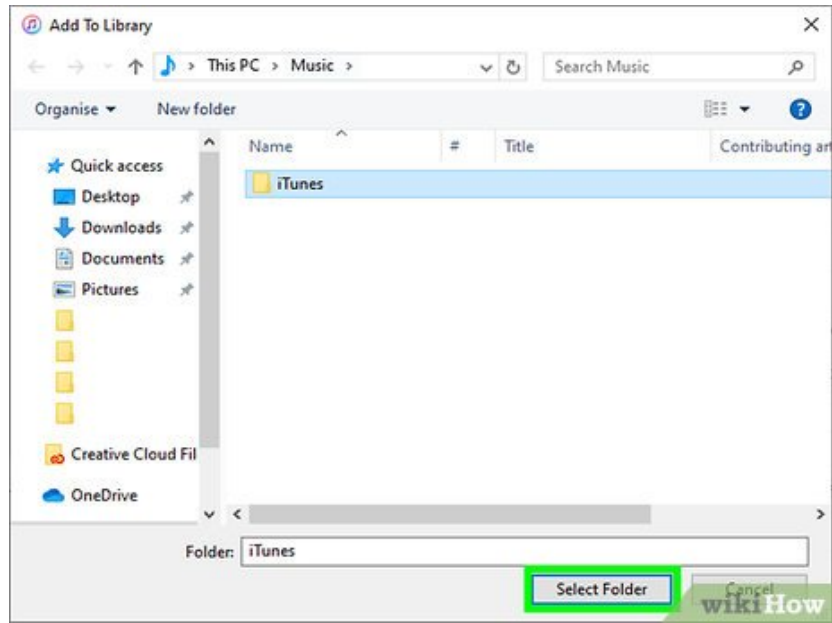 Add To Library
This PC > Music >
Search Music
Organise
New folder
Name
#
Title
Contributing ar
iTunes
Quick access
Desktop
Downloads
Documents
Pictures
Creative Cloud Fil
OneDrive
Folder: iTunes
Select Folder
Cancel
wikiHow